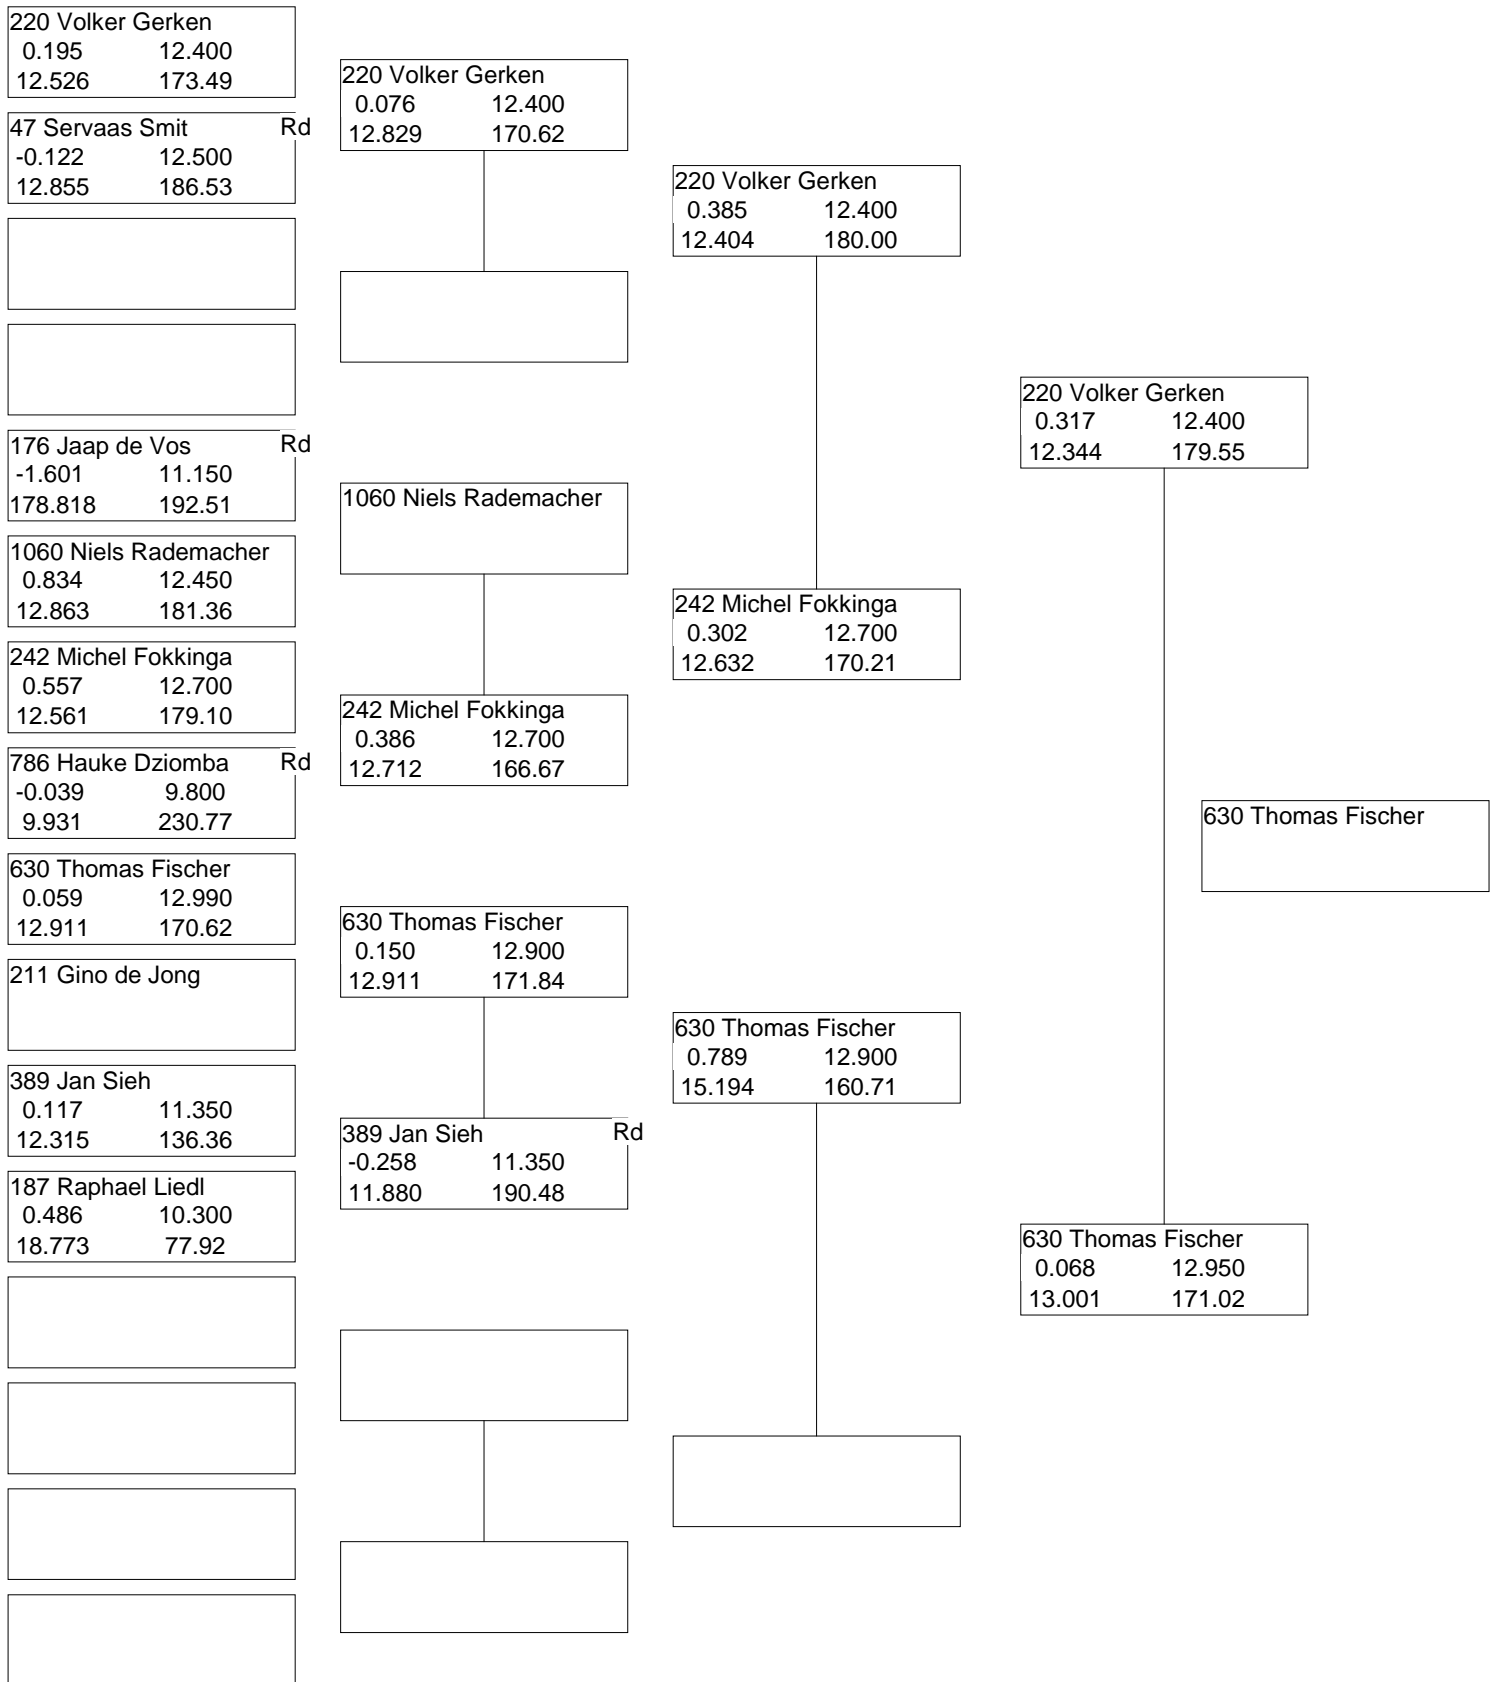 220 Volker Gerken
0.195 12.400
12.526 173.49
47 Servaas Smit Rd
-0.122 12.500
12.855 186.53
176 Jaap de Vos Rd
-1.601 11.150
178.818 192.51
1060 Niels Rademacher
0.834 12.450
12.863 181.36
242 Michel Fokkinga
0.557 12.700
12.561 179.10
786 Hauke Dziomba Rd
-0.039 9.800
9.931 230.77
630 Thomas Fischer
0.059 12.990
12.911 170.62
211 Gino de Jong
389 Jan Sieh
0.117 11.350
12.315 136.36
187 Raphael Liedl
0.486 10.300
18.773 77.92
220 Volker Gerken
0.076 12.400
12.829 170.62
1060 Niels Rademacher
242 Michel Fokkinga
0.386 12.700
12.712 166.67
630 Thomas Fischer
0.150 12.900
12.911 171.84
389 Jan Sieh Rd
-0.258 11.350
11.880 190.48
220 Volker Gerken
0.385 12.400
12.404 180.00
242 Michel Fokkinga
0.302 12.700
12.632 170.21
630 Thomas Fischer
0.789 12.900
15.194 160.71
220 Volker Gerken
0.317 12.400
12.344 179.55
630 Thomas Fischer
0.068 12.950
13.001 171.02
630 Thomas Fischer